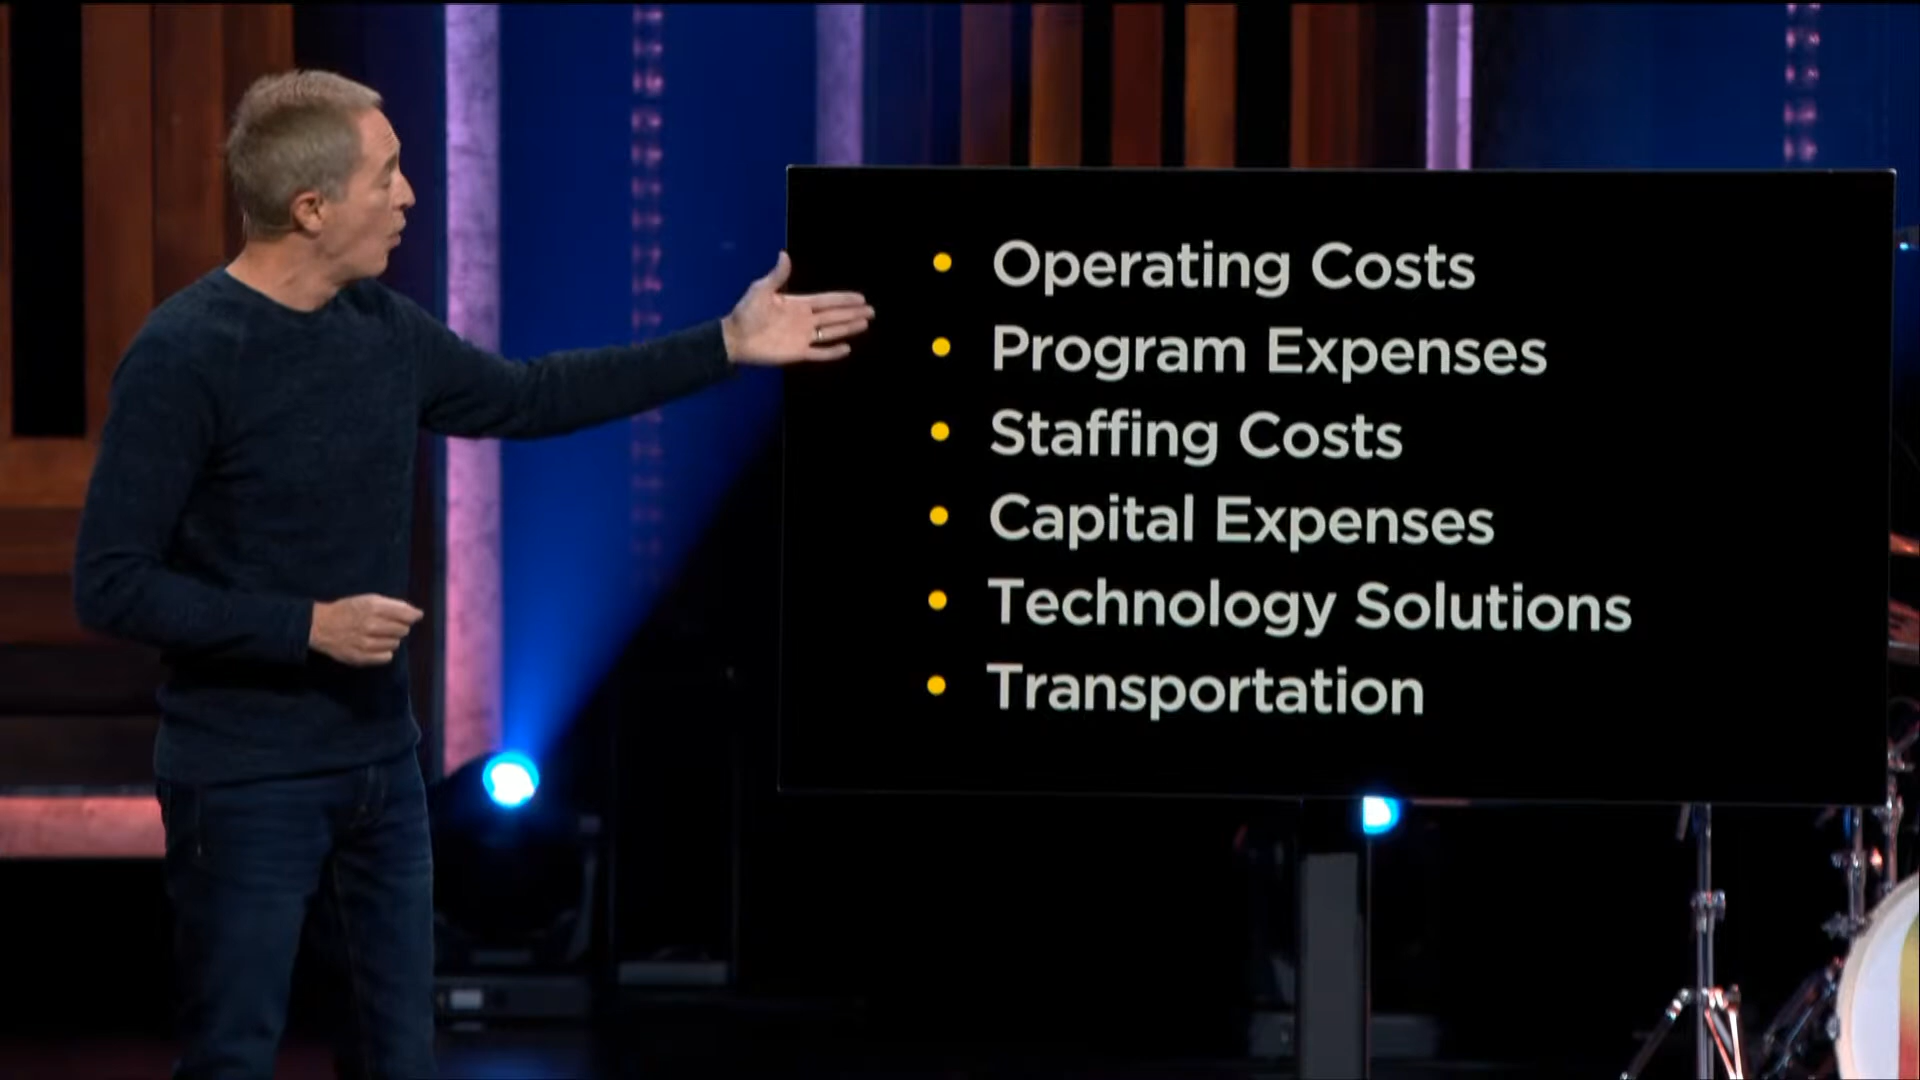 • Operating Costs
• Program Expenses
• Staffing Costs
• Capital Expenses
• Technology Solutions
• Transportation